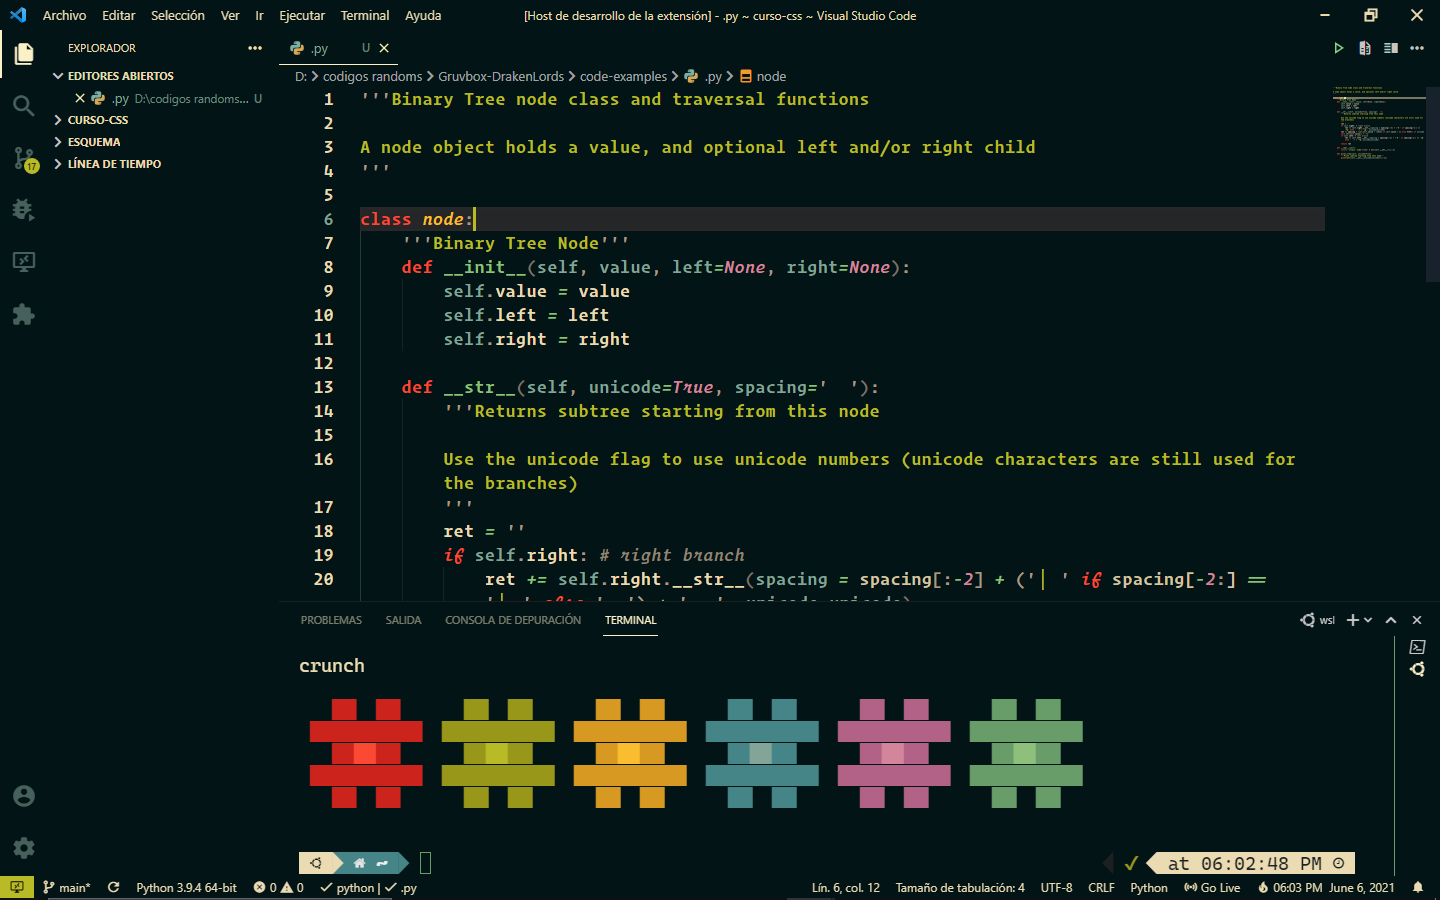 Archivo Editar Selección Ver Ir Ejecutar Terminal Ayuda [Host de desarrollo de la extensión] - .py ~ curso-css ~ Visual Studio Code
EXPLORADOR
EDITORES ABIERTOS
.py D:\codigos randoms... U
CURSO-CSS
ESQUEMA
LÍNEA DE TIEMPO
17
.py U
D: > codigos randoms > Gruvbox-DrakenLords > code-examples > .py > node
1 '''Binary Tree node class and traversal functions
2
3 A node object holds a value, and optional left and/or right child
4 '''
5
6 class node:
7 '''Binary Tree Node'''
8 def __init__(self, value, left=None, right=None):
9 self.value = value
10 self.left = left
11 self.right = right
12
13 def __str__(self, unicode=True, spacing='  '):
14 '''Returns subtree starting from this node
15
16 Use the unicode flag to use unicode numbers (unicode characters are still used for
the branches)
17 '''
18 ret = ''
19 if self.right: # right branch
20 ret += self.right.__str__(spacing = spacing[:-2] + ('│ ' if spacing[-2:] ==
PROBLEMAS SALIDA CONSOLA DE DEPURACIÓN TERMINAL wsl
crunch
✓ at 06:02:48 PM
main* Python 3.9.4 64-bit 0 0 python | .py Lín. 6, col. 12 Tamaño de tabulación: 4 UTF-8 CRLF Python Go Live 06:03 PM June 6, 2021